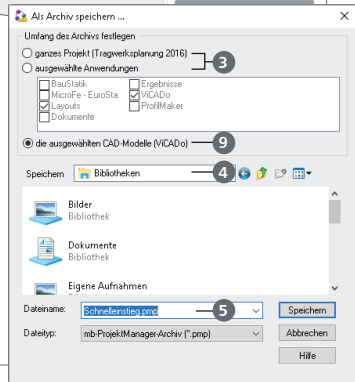 Als Archiv speichern ...
Umfang des Archivs festlegen
ganzes Projekt (Tragwerksplanung 2016)
3
ausgewählte Anwendungen
BauStatik
Ergebnisse
MicroFe - EuroSta
ViCADo
Layouts
ProfilMaker
Dokumente
die ausgewählten CAD-Modelle (ViCADo)
9
Speichern
Bibliotheken
4
Bilder
Bibliothek
Dokumente
Bibliothek
Eigene Aufnahmen
Bibliothek
Dateiname:
Schnelleinstieg.pmp
5
Speichern
Dateityp:
mb-ProjektManager-Archiv (*.pmp)
Abbrechen
Hilfe